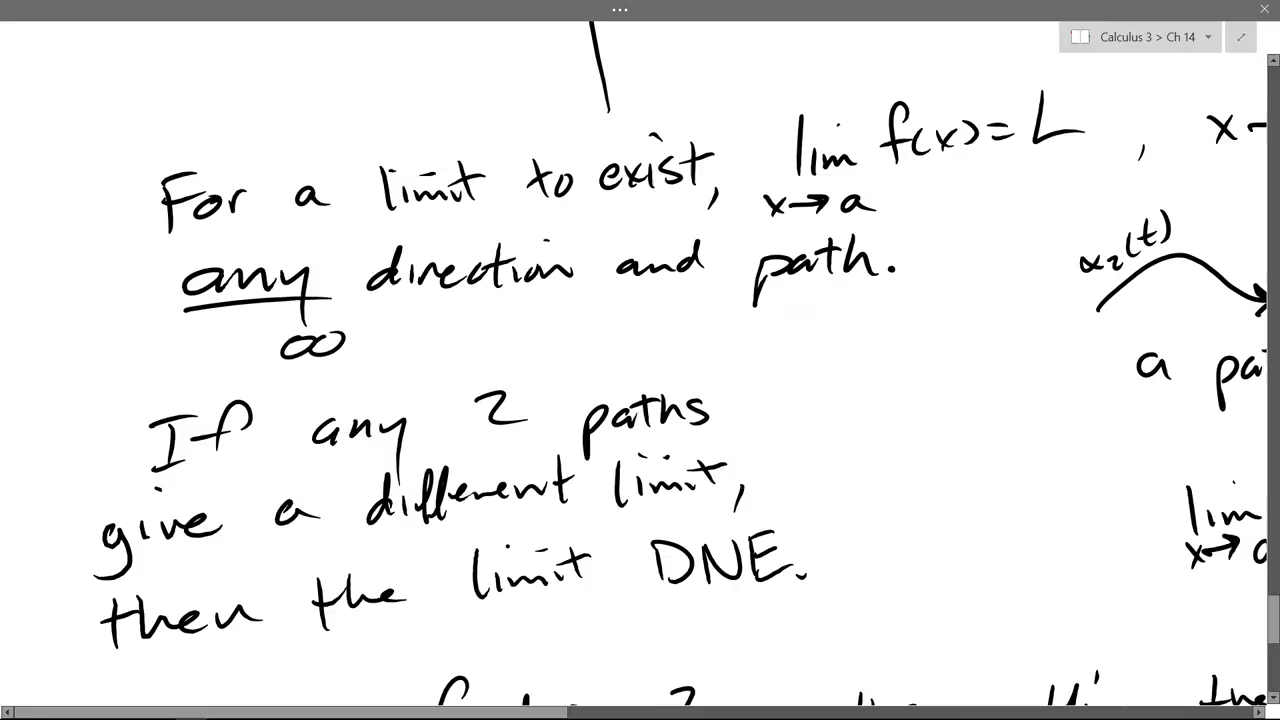 Calculus 3 > Ch 14
For a limit to exist, lim f(x) = L , x
x→a
any direction and path.
∞
α₂(t)
a pa
If any 2 paths
give a different limit,
then the limit DNE.
lim
x→